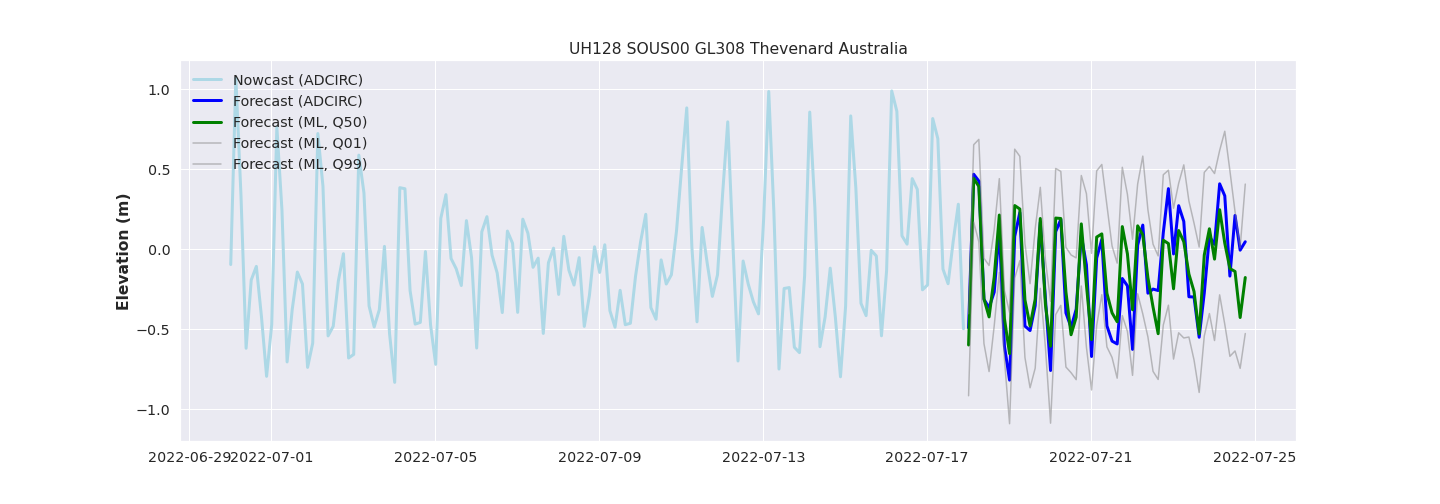 UH128 SOUS00 GL308 Thevenard Australia
Nowcast (ADCIRC)
Forecast (ADCIRC)
Forecast (ML, Q50)
Forecast (ML, Q01)
Forecast (ML, Q99)
Elevation (m)
1.0
0.5
0.0
−0.5
−1.0
2022-06-29
2022-07-01
2022-07-05
2022-07-09
2022-07-13
2022-07-17
2022-07-21
2022-07-25